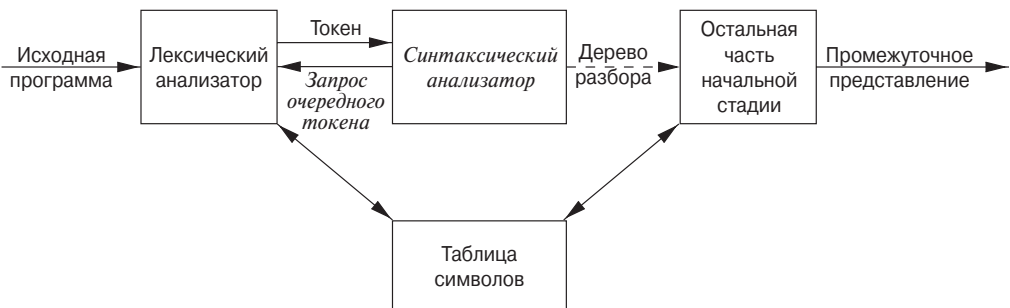 Исходная
программа
Лексический
анализатор
Токен
Запрос
очередного
токена
Синтаксический
анализатор
Дерево
разбора
Остальная
часть
начальной
стадии
Промежуточное
представление
Таблица
символов